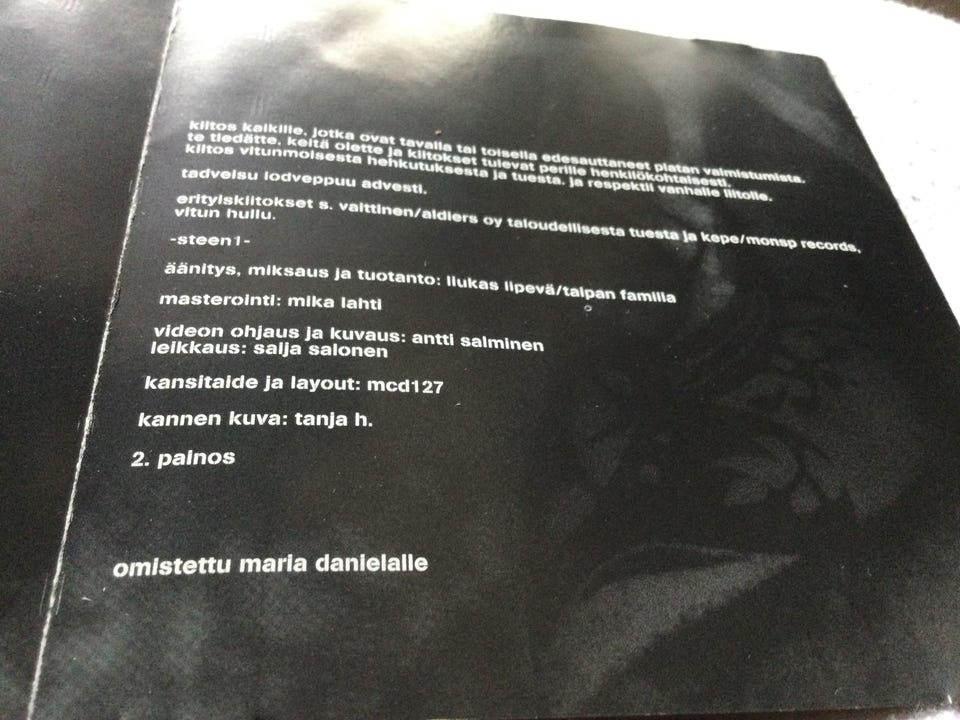 kiitos kaikille, jotka ovat tavalla tai toisella edesauttaneet platan valmistumista.
te tiedätte, keitä olette ja kiitokset tulevat perille henkilökohtaisesti.
kiitos vitunmoisesta hehkutuksesta ja tuesta, ja respektii vanhalle liitolle.
tadveisu lodveppuu advesti.
erityiskiitokset s. vaittinen/aldiers oy taloudellisesta tuesta ja kepe/monsp records,
vitun hullu.
-steen1-
äänitys, miksaus ja tuotanto: liukas lipevä/taipan familia
masterointi: mika lahti
videon ohjaus ja kuvaus: antti salminen
leikkaus: saija salonen
kansitaide ja layout: mcd127
kannen kuva: tanja h.
2. painos
omistettu maria danielalle